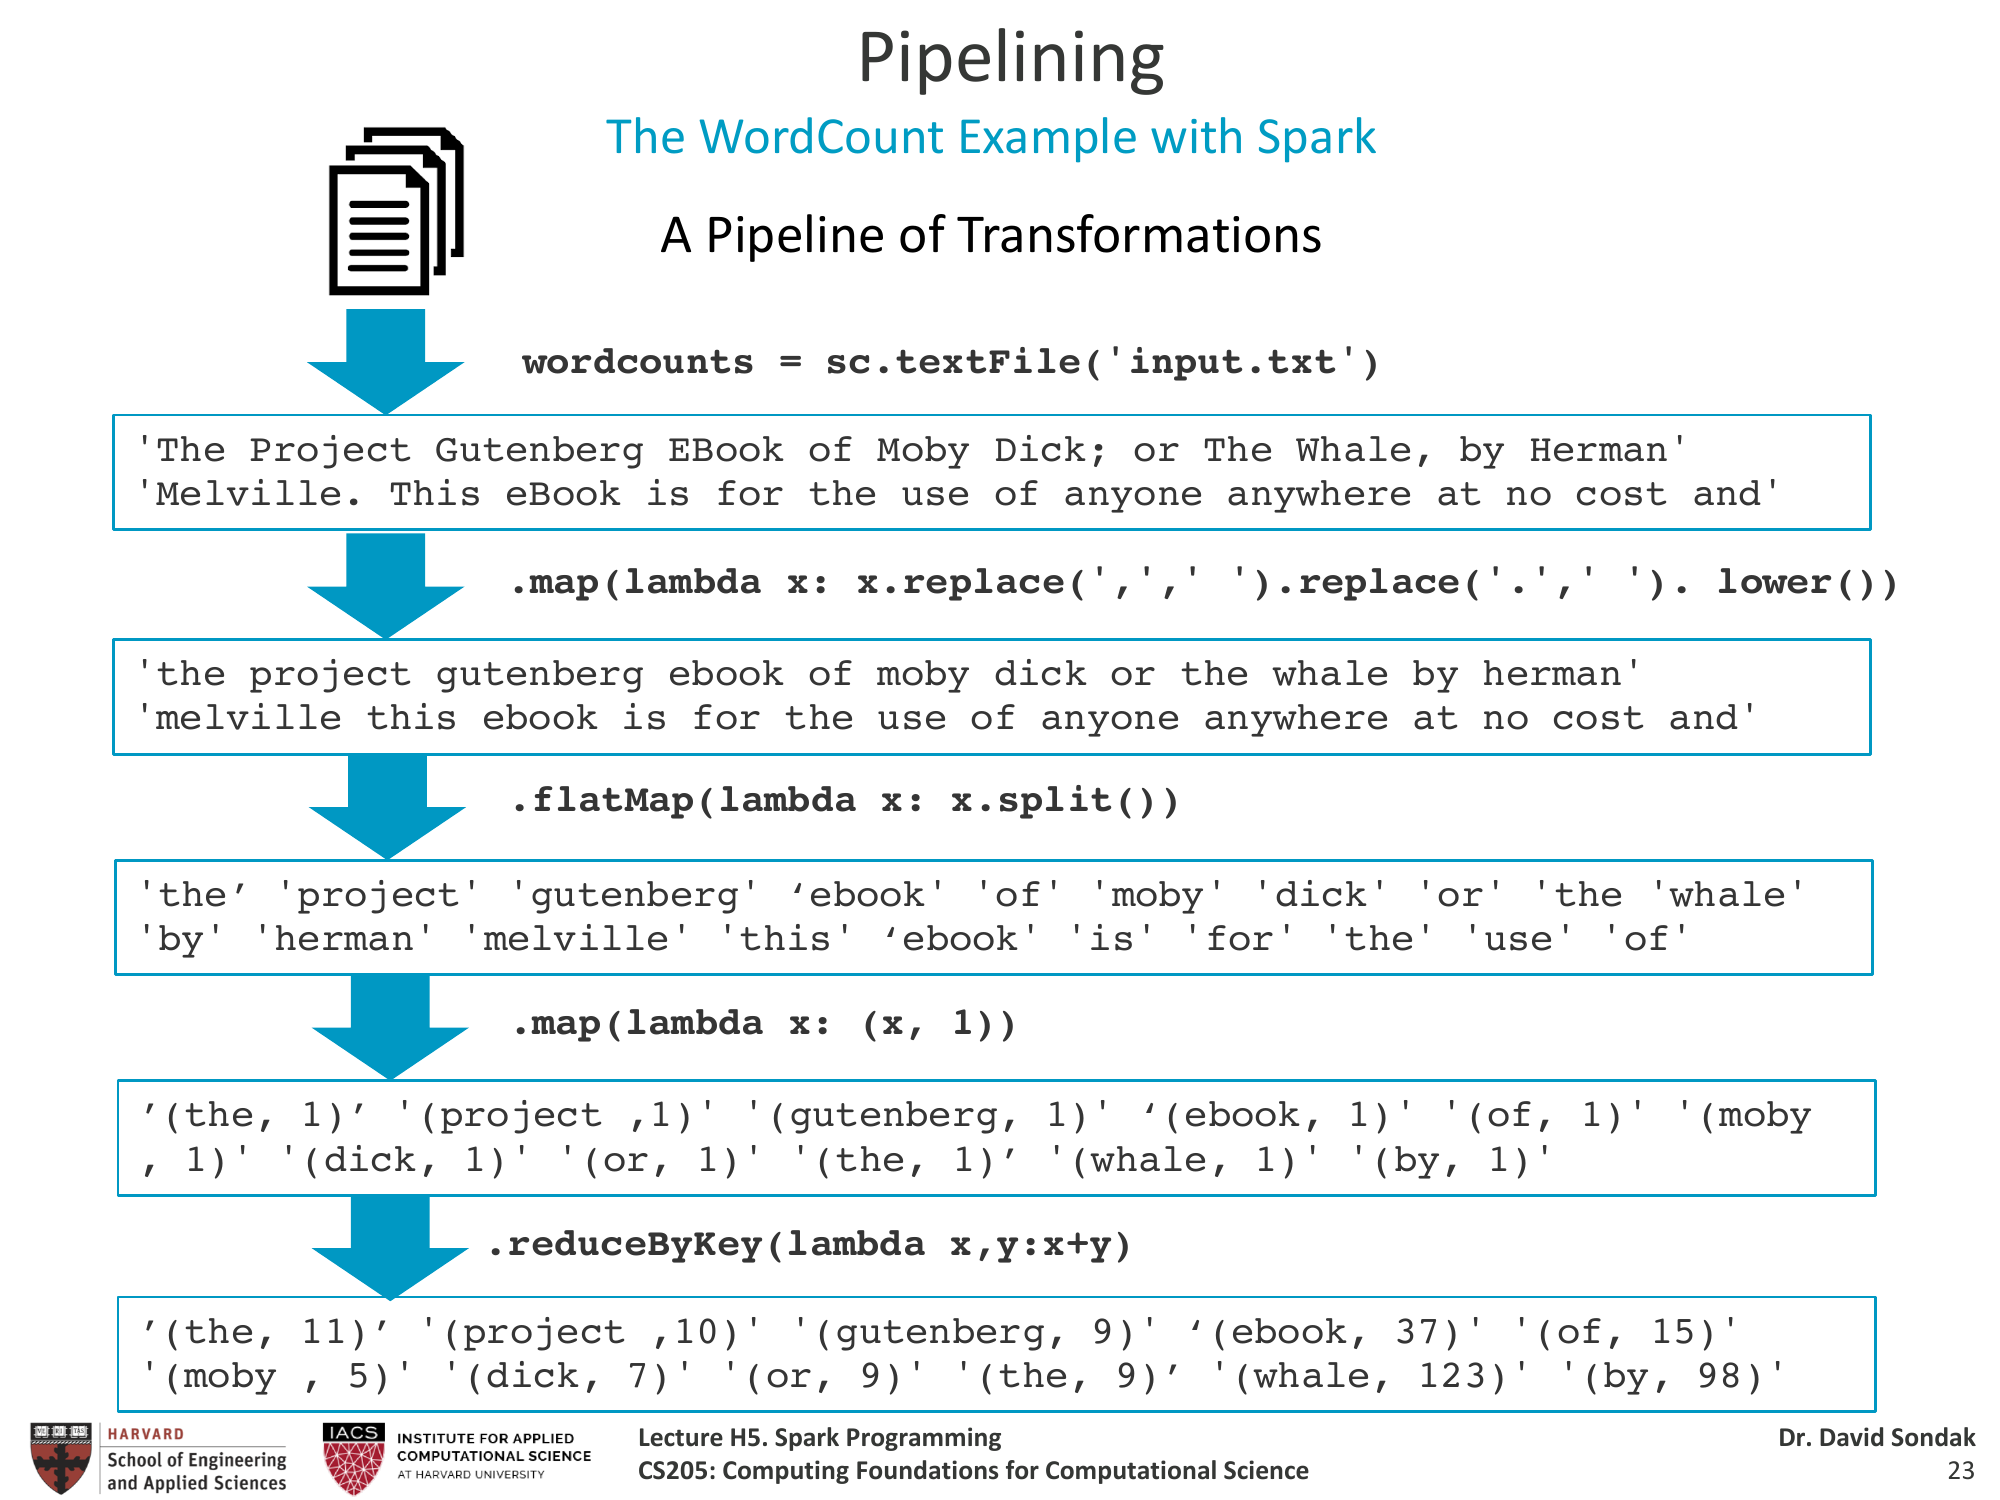 Pipelining
The WordCount Example with Spark
A Pipeline of Transformations
wordcounts = sc.textFile('input.txt')
'The Project Gutenberg EBook of Moby Dick; or The Whale, by Herman'
'Melville. This eBook is for the use of anyone anywhere at no cost and'
.map(lambda x: x.replace(',',' ').replace('.',' '). lower())
'the project gutenberg ebook of moby dick or the whale by herman'
'melville this ebook is for the use of anyone anywhere at no cost and'
.flatMap(lambda x: x.split())
'the’ 'project' 'gutenberg' ‘ebook' 'of' 'moby' 'dick' 'or' 'the 'whale'
'by' 'herman' 'melville' 'this' ‘ebook' 'is' 'for' 'the' 'use' 'of'
.map(lambda x: (x, 1))
’(the, 1)’ '(project ,1)' '(gutenberg, 1)' ‘(ebook, 1)' '(of, 1)' '(moby
, 1)' '(dick, 1)' '(or, 1)' '(the, 1)’ '(whale, 1)' '(by, 1)'
.reduceByKey(lambda x,y:x+y)
’(the, 11)’ '(project ,10)' '(gutenberg, 9)' ‘(ebook, 37)' '(of, 15)'
'(moby , 5)' '(dick, 7)' '(or, 9)' '(the, 9)’ '(whale, 123)' '(by, 98)'
HARVARD
School of Engineering
and Applied Sciences
IACS
INSTITUTE FOR APPLIED
COMPUTATIONAL SCIENCE
AT HARVARD UNIVERSITY
Lecture H5. Spark Programming
CS205: Computing Foundations for Computational Science
Dr. David Sondak
23